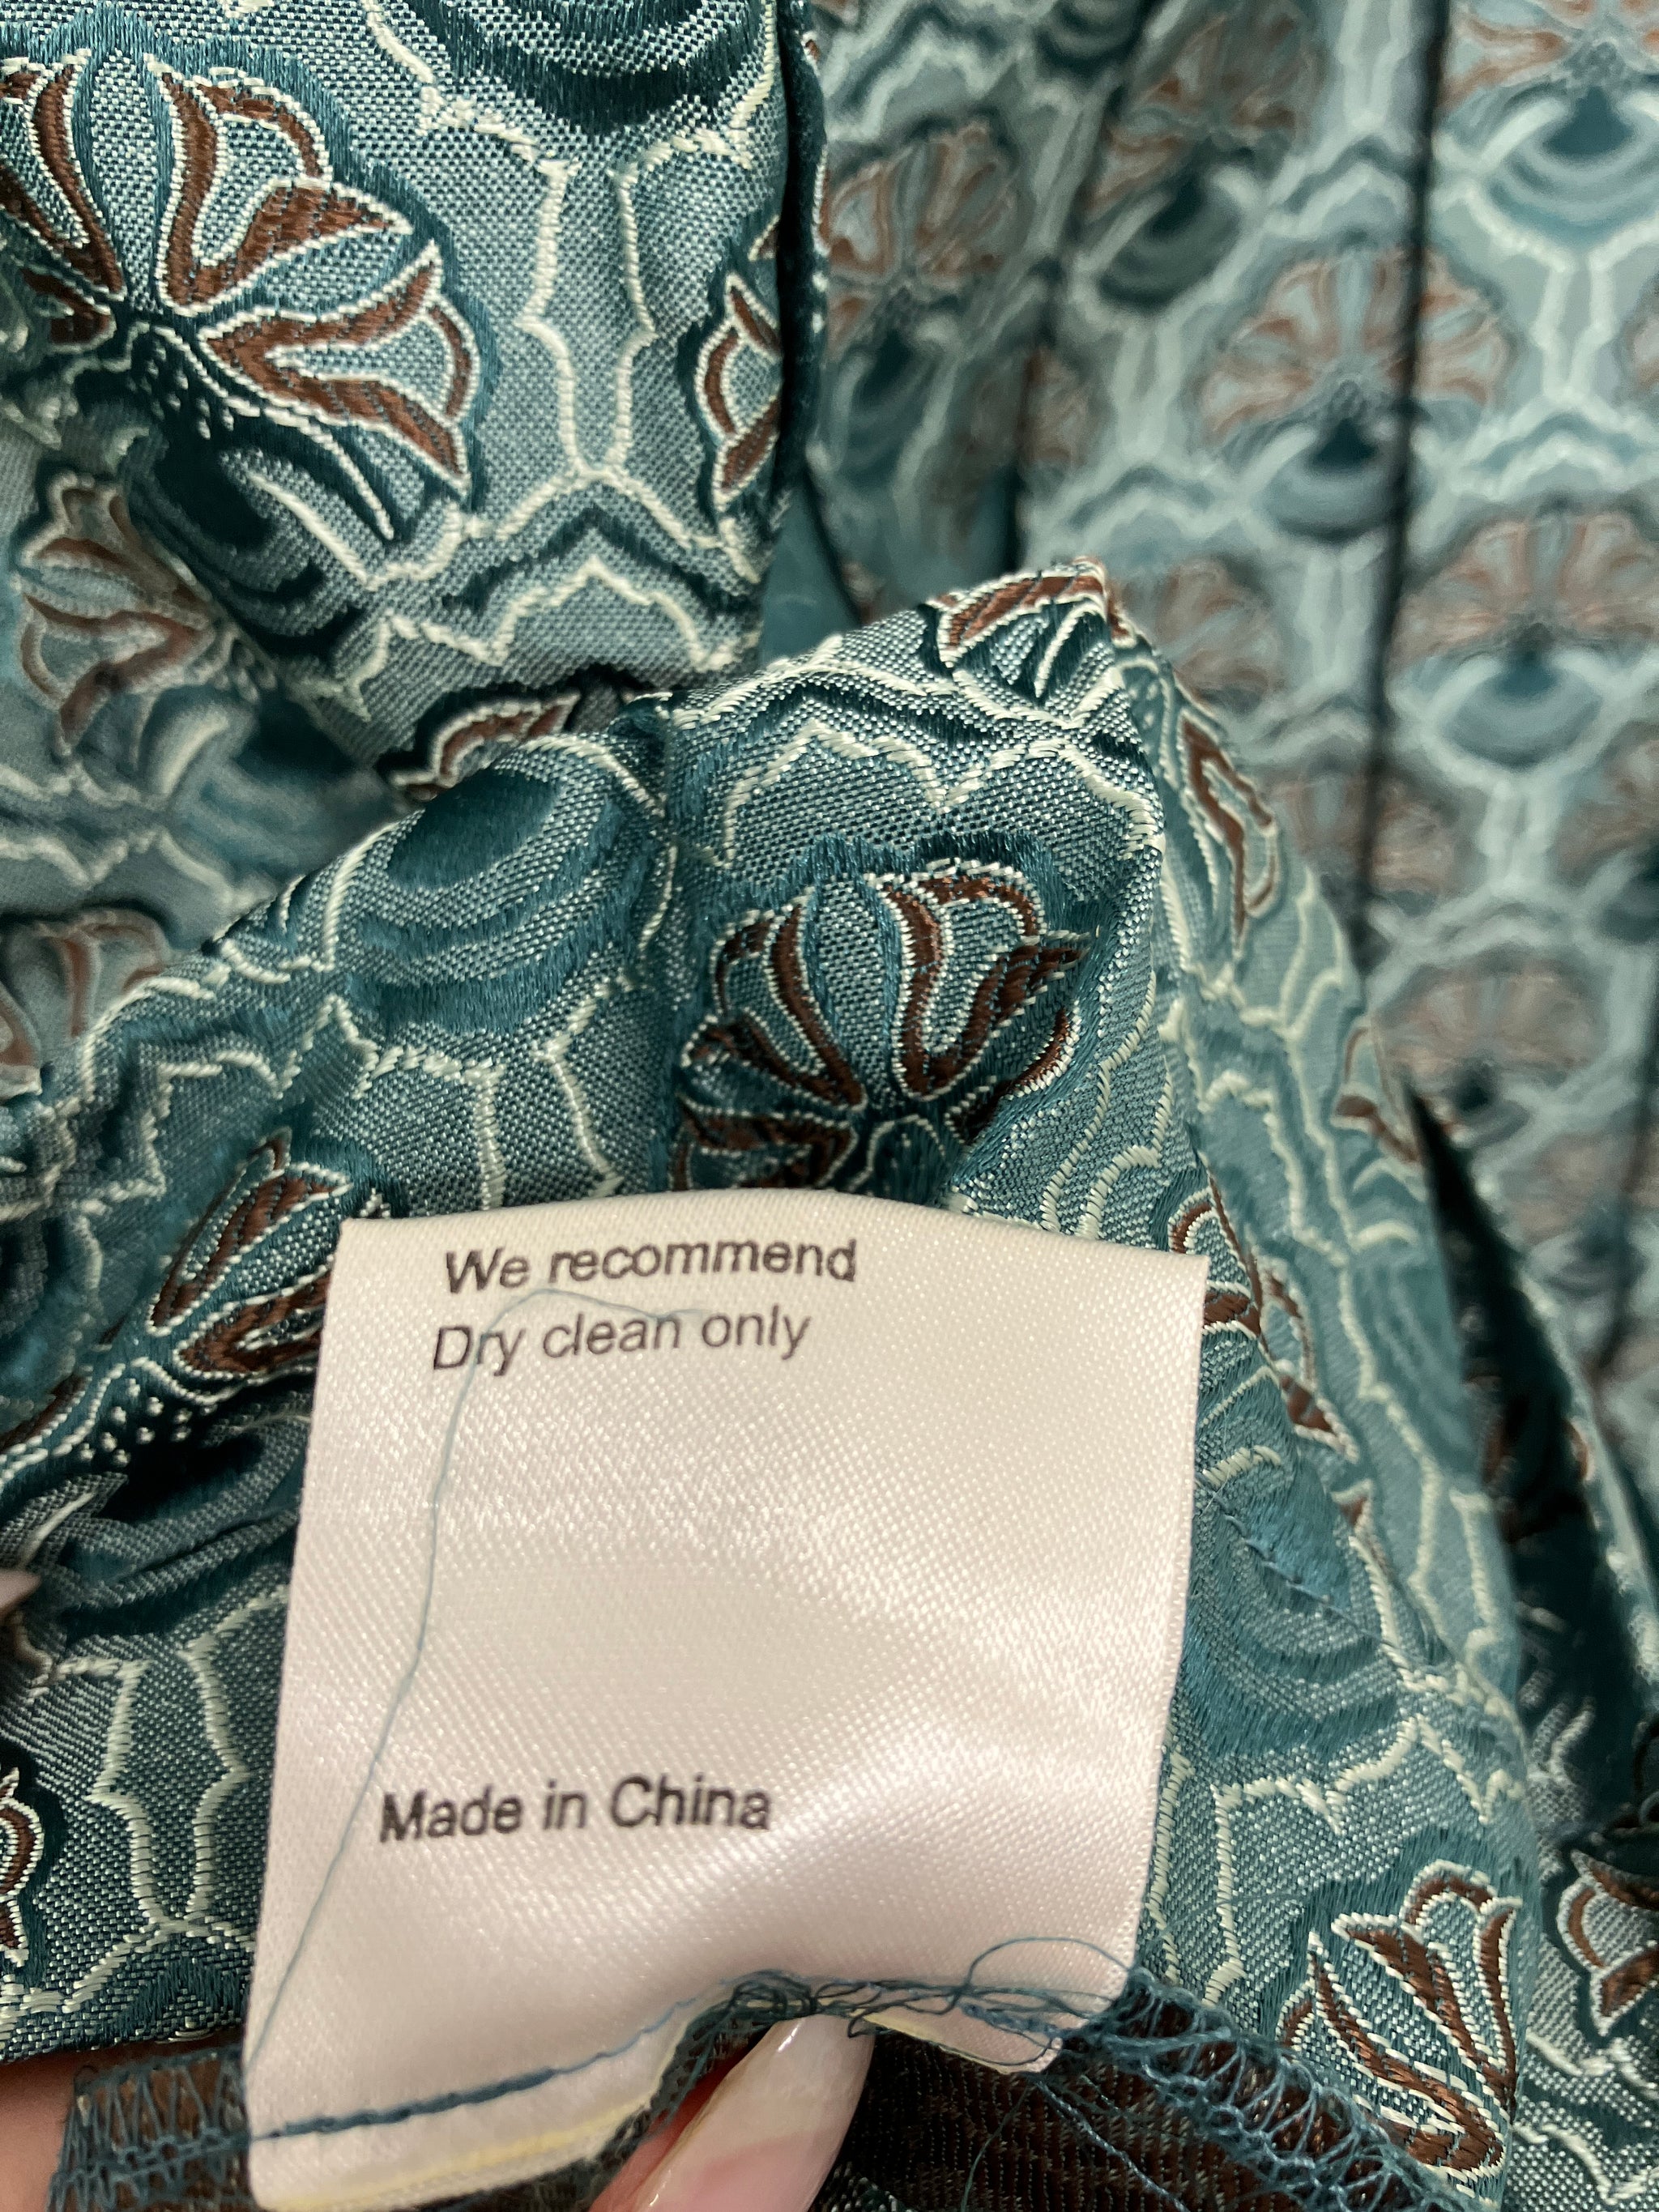 We recommend
Dry clean only
Made in China